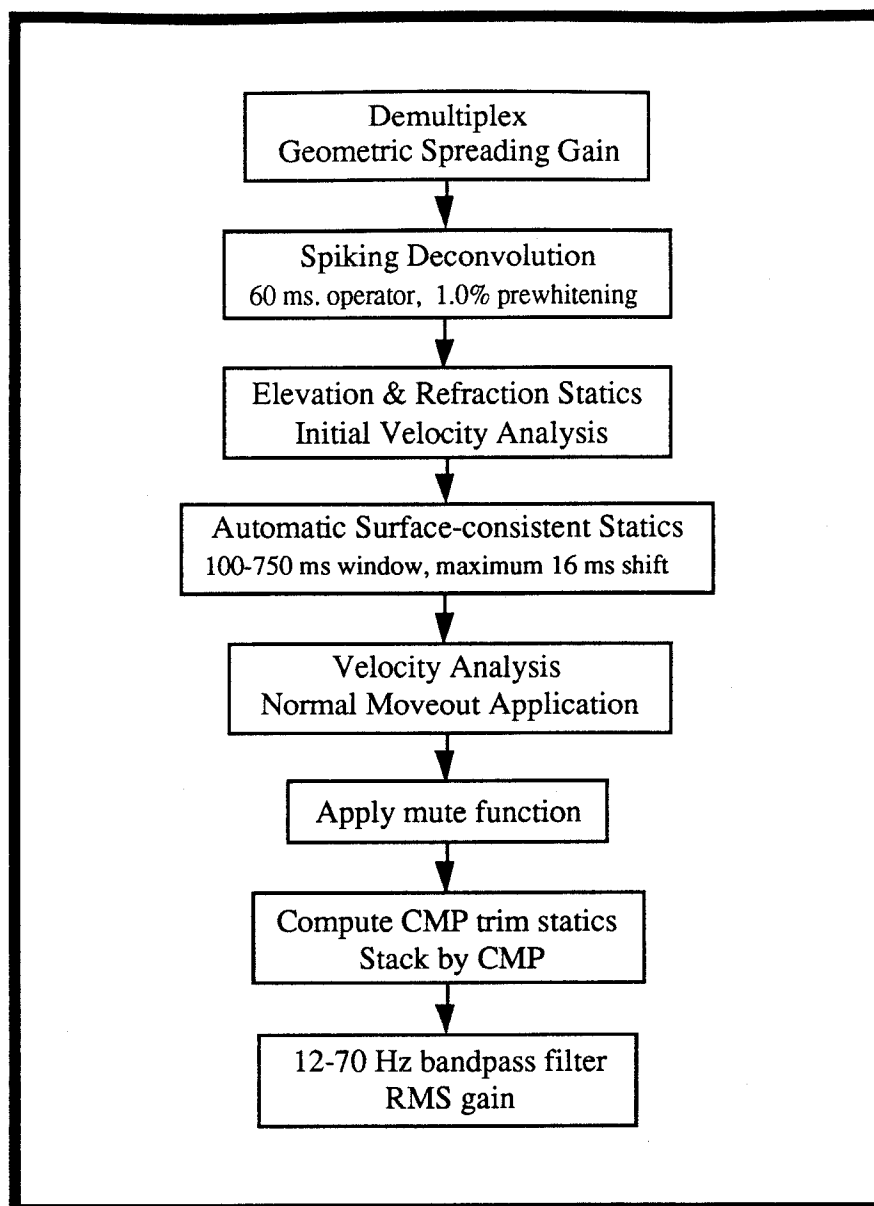 Demultiplex
Geometric Spreading Gain
Spiking Deconvolution
60 ms. operator, 1.0% prewhitening
Elevation & Refraction Statics
Initial Velocity Analysis
Automatic Surface-consistent Statics
100-750 ms window, maximum 16 ms shift
Velocity Analysis
Normal Moveout Application
Apply mute function
Compute CMP trim statics
Stack by CMP
12-70 Hz bandpass filter
RMS gain